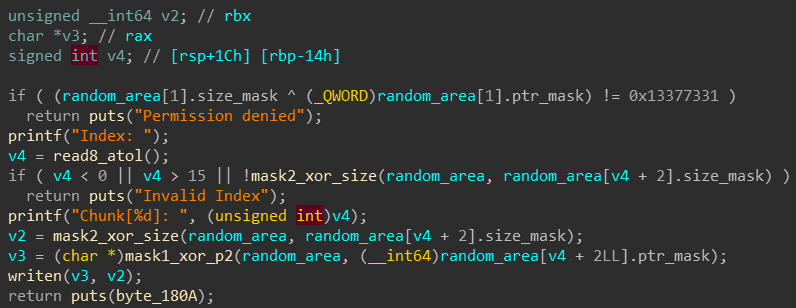 unsigned __int64 v2; // rbx
char *v3; // rax
signed int v4; // [rsp+1Ch] [rbp-14h]

if ( (random_area[1].size_mask ^ (_QWORD)random_area[1].ptr_mask) != 0x13377331 )
  return puts("Permission denied");
printf("Index: ");
v4 = read8_atol();
if ( v4 < 0 || v4 > 15 || !mask2_xor_size(random_area, random_area[v4 + 2].size_mask) )
  return puts("Invalid Index");
printf("Chunk[%d]: ", (unsigned int)v4);
v2 = mask2_xor_size(random_area, random_area[v4 + 2].size_mask);
v3 = (char *)mask1_xor_p2(random_area, (__int64)random_area[v4 + 2LL].ptr_mask);
writen(v3, v2);
return puts(byte_180A);